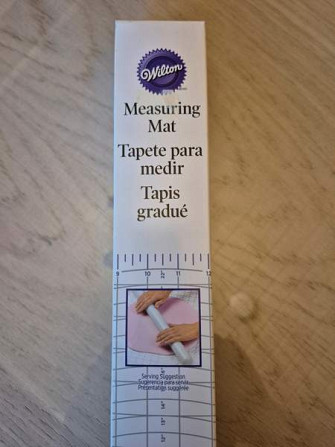 Wilton
Measuring
Mat
Tapete para
medir
Tapis
gradué
9 10 11 12
Serving Suggestion
Sugerencia para servir
Présentation suggérée